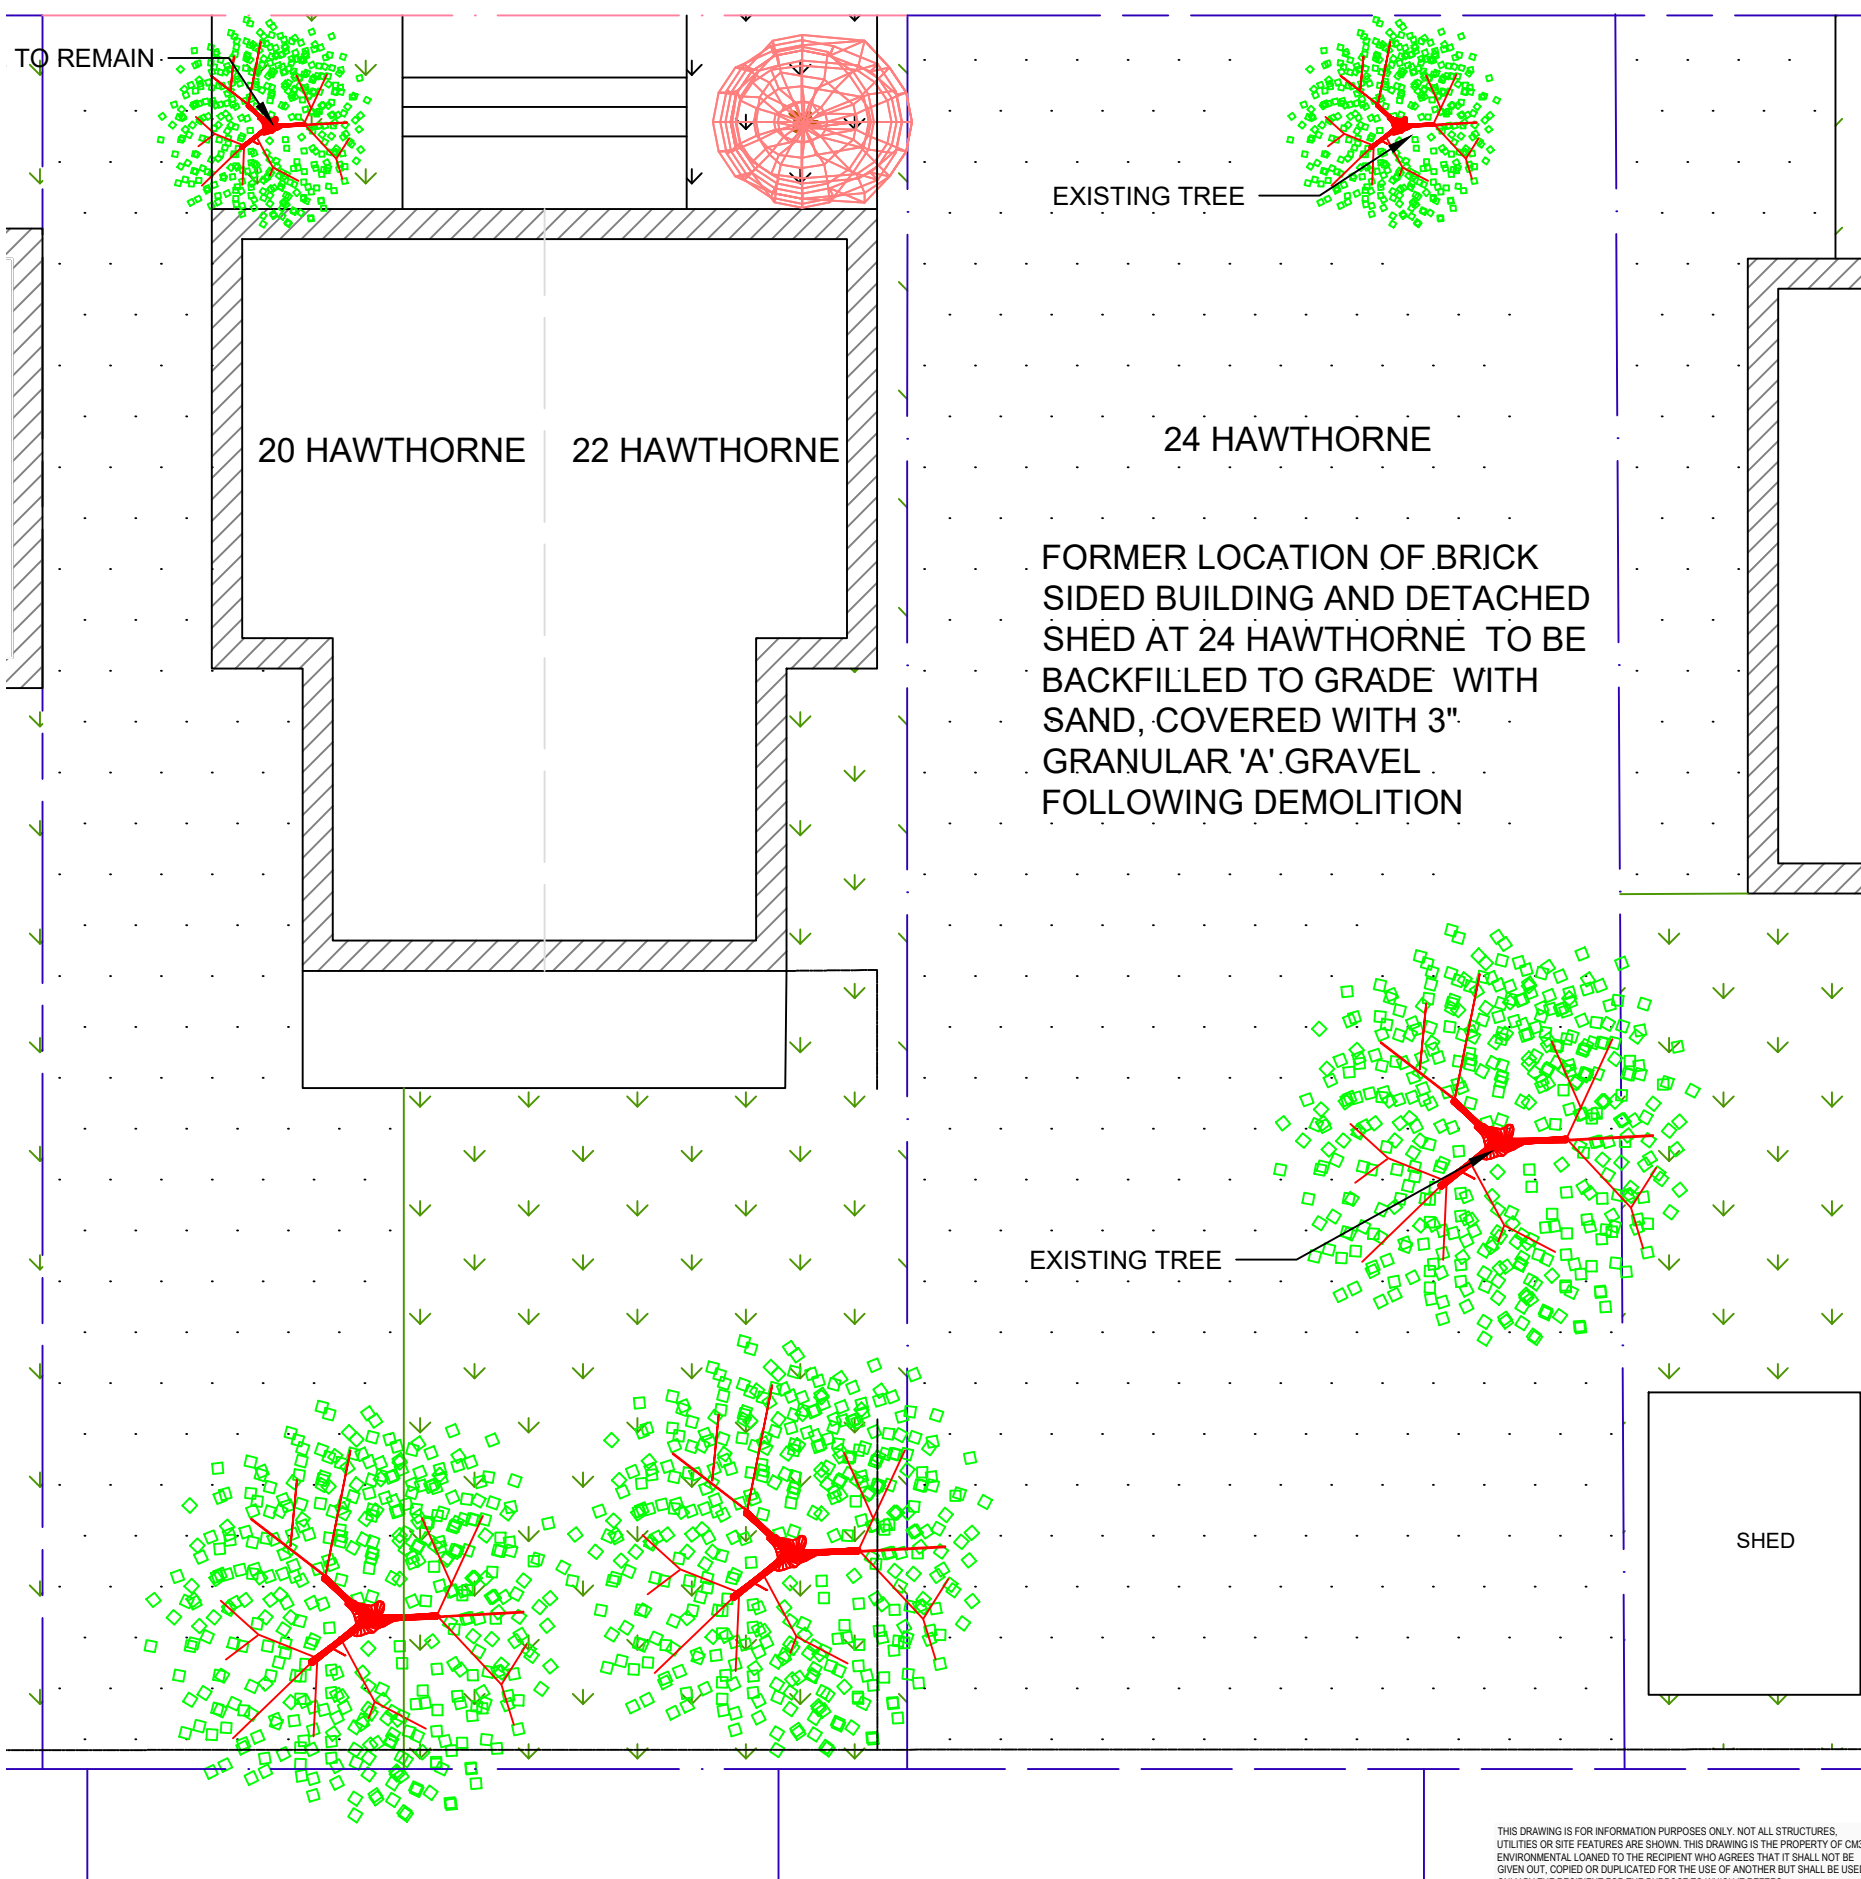 TO REMAIN
EXISTING TREE
20 HAWTHORNE
22 HAWTHORNE
24 HAWTHORNE
FORMER LOCATION OF BRICK
SIDED BUILDING AND DETACHED
SHED AT 24 HAWTHORNE TO BE
BACKFILLED TO GRADE WITH
SAND, COVERED WITH 3"
GRANULAR 'A' GRAVEL
FOLLOWING DEMOLITION
EXISTING TREE
SHED
THIS DRAWING IS FOR INFORMATION PURPOSES ONLY. NOT ALL STRUCTURES,
UTILITIES OR SITE FEATURES ARE SHOWN. THIS DRAWING IS THE PROPERTY OF CM3
ENVIRONMENTAL LOANED TO THE RECIPIENT WHO AGREES THAT IT SHALL NOT BE
GIVEN OUT, COPIED OR DUPLICATED FOR THE USE OF ANOTHER BUT SHALL BE USED